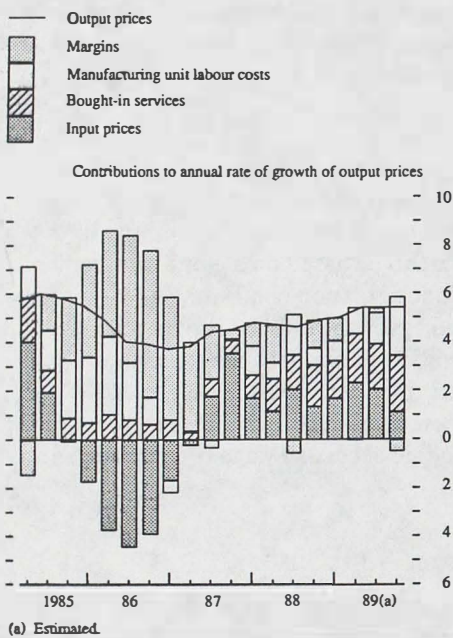 Output prices
Margins
Manufacturing unit labour costs
Bought-in services
Input prices
Contributions to annual rate of growth of output prices
10
8
6
4
2
0
2
4
6
1985 86 87 88 89(a)
(a) Estimated.